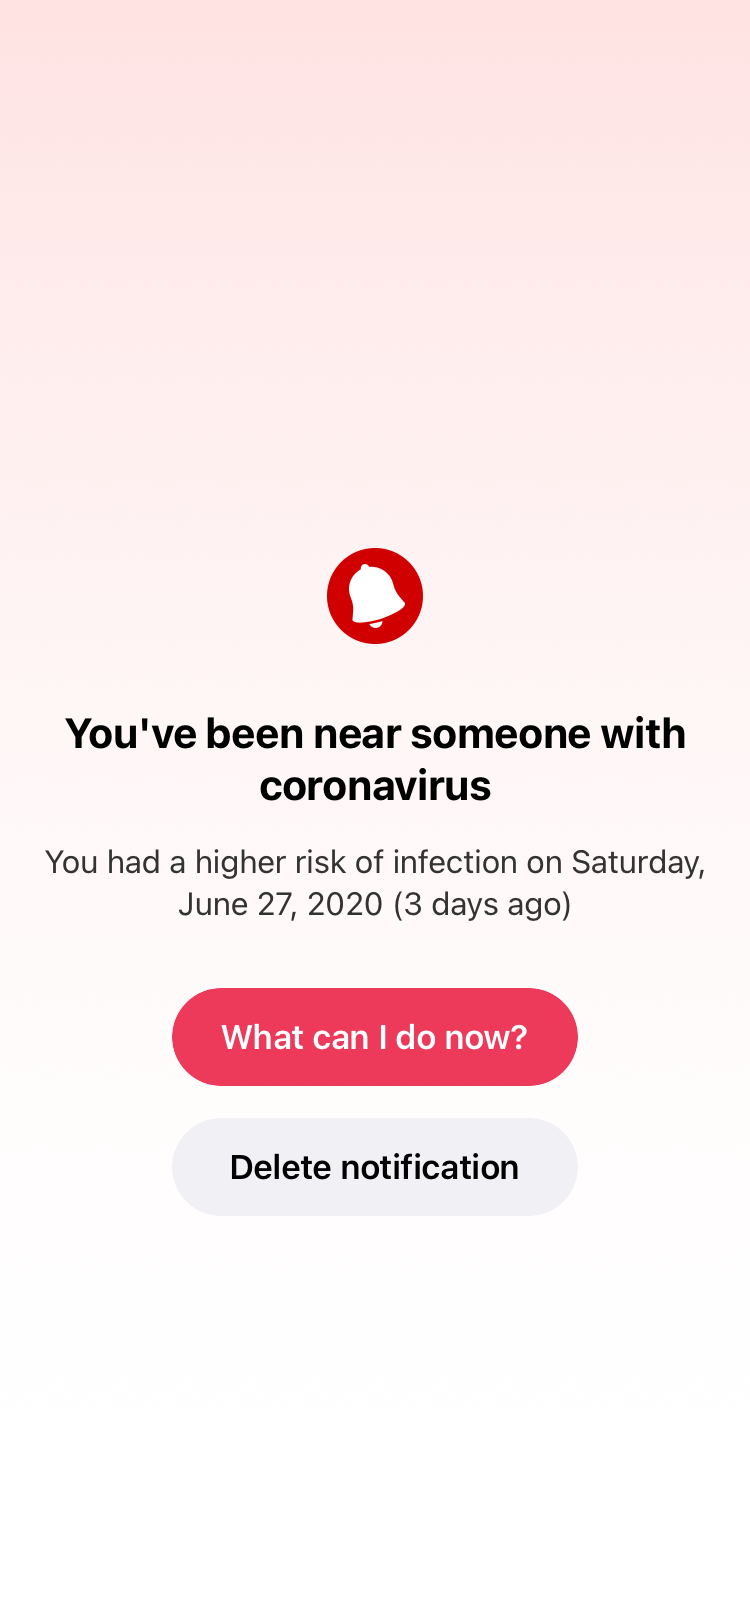 You've been near someone with
coronavirus
You had a higher risk of infection on Saturday,
June 27, 2020 (3 days ago)
What can I do now?
Delete notification